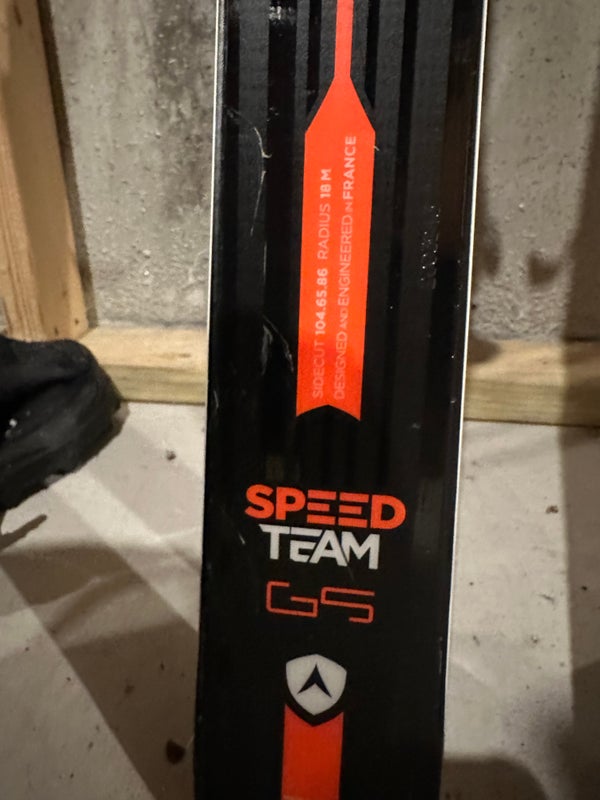 SIDECUT 104.65.86 RADIUS 18 M
DESIGNED AND ENGINEERED IN FRANCE
SPEED
TEAM
GS